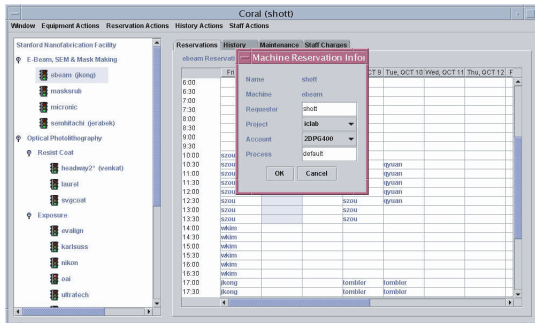 Coral (shott)
Window Equipment Actions Reservation Actions History Actions Staff Actions
Stanford Nanofabrication Facility
E-Beam, SEM & Mask Making
ebeam (jkong)
masksrub
micronic
semihitachi (jerabek)
Optical Photolithography
Resist Coat
headway2* (venkat)
laurel
svgcoat
Exposure
evalign
karlsuss
nikon
oai
ultratech
Reservations History Maintenance Staff Charges
ebeam Reservati
Fri CT 9 Tue, OCT 10 Wed, OCT 11 Thu, OCT 12 F
6:00
6:30
7:00
7:30
8:00
8:30
9:00
9:30
10:00 szou
10:30 szou qyuan
11:00 szou qyuan
11:30 szou qyuan
12:00 szou qyuan
12:30 szou szou qyuan
13:00 szou szou
13:30 szou szou
14:00 wkim
14:30 wkim
15:00 wkim
15:30 wkim
16:00 wkim
16:30 wkim
17:00 jkong tombler tombler
17:30 jkong tombler tombler
Machine Reservation Infor
Name shott
Machine ebeam
Requestor shott
Project iclab
Account 2DPG400
Process default
OK Cancel